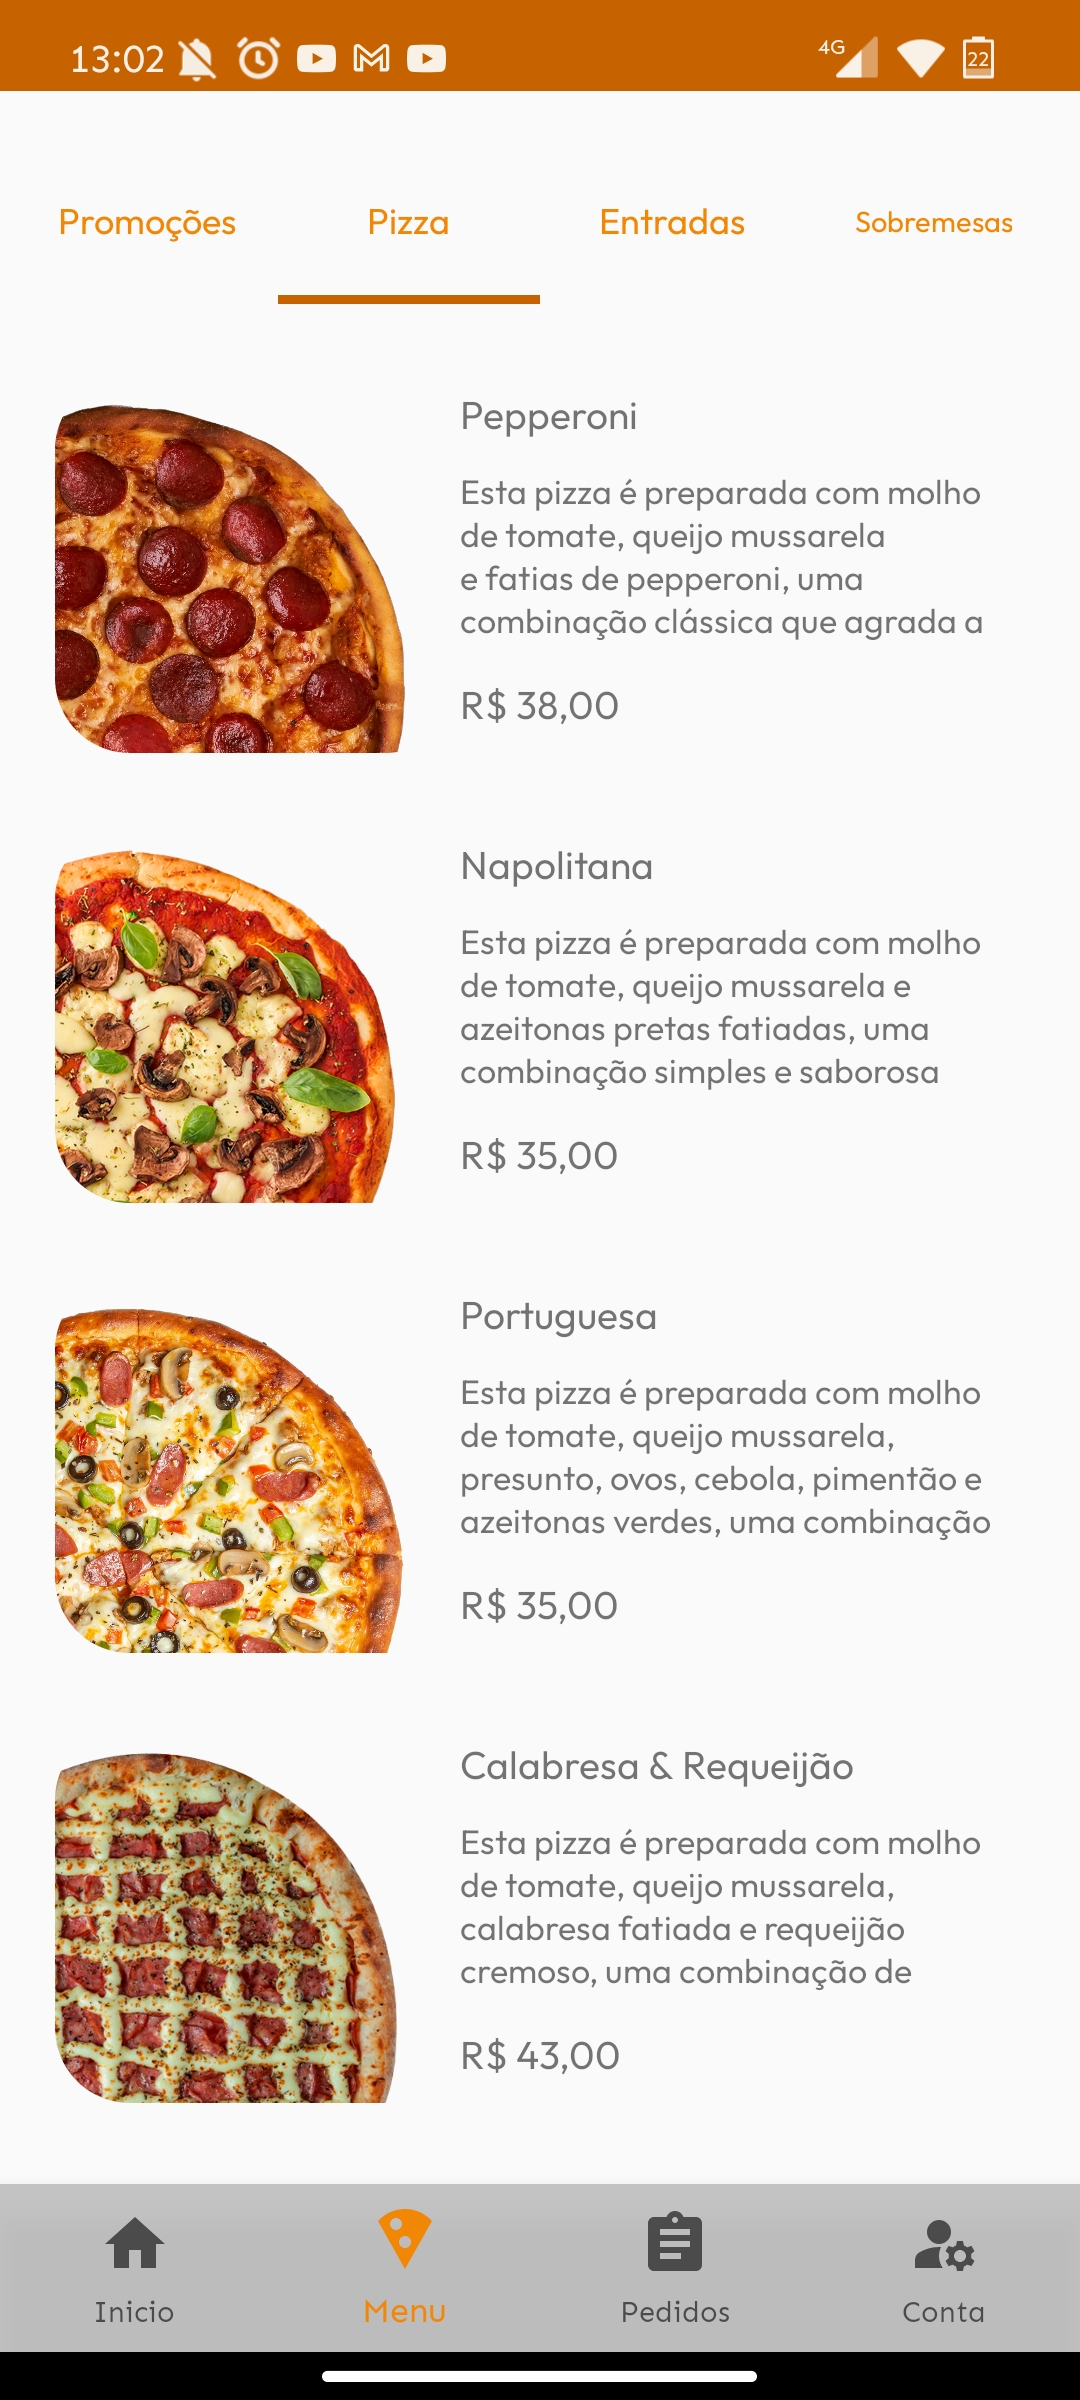 13:02
4G
22
Promoções Pizza Entradas Sobremesas
Pepperoni
Esta pizza é preparada com molho
de tomate, queijo mussarela
e fatias de pepperoni, uma
combinação clássica que agrada a
R$ 38,00
Napolitana
Esta pizza é preparada com molho
de tomate, queijo mussarela e
azeitonas pretas fatiadas, uma
combinação simples e saborosa
R$ 35,00
Portuguesa
Esta pizza é preparada com molho
de tomate, queijo mussarela,
presunto, ovos, cebola, pimentão e
azeitonas verdes, uma combinação
R$ 35,00
Calabresa & Requeijão
Esta pizza é preparada com molho
de tomate, queijo mussarela,
calabresa fatiada e requeijão
cremoso, uma combinação de
R$ 43,00
Inicio Menu Pedidos Conta